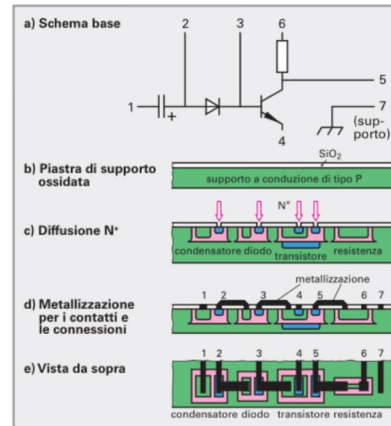 a) Schema base
2 3 6
5
1
+
7
(sup-
porto)
4
SiO2
b) Piastra di supporto
ossidata
supporto a conduzione di tipo P
N+
c) Diffusione N+
condensatore diodo transistore resistenza
metallizzazione
d) Metallizzazione
per i contatti e
le connessioni
1 2 3 4 5 6 7
e) Vista da sopra
1 2 3 4 5 6 7
condensatore diodo transistore resistenza